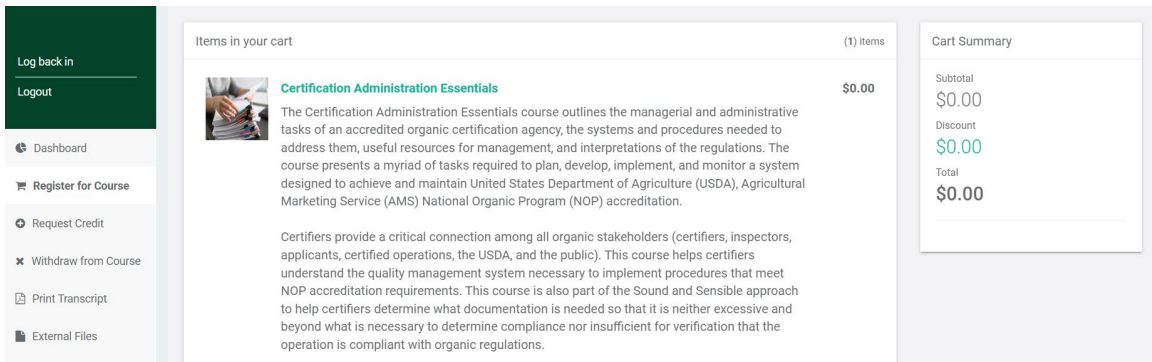 Log back in
Logout
Dashboard
Register for Course
Request Credit
Withdraw from Course
Print Transcript
External Files
Items in your cart
(1) items
Certification Administration Essentials
$0.00
The Certification Administration Essentials course outlines the managerial and administrative
tasks of an accredited organic certification agency, the systems and procedures needed to
address them, useful resources for management, and interpretations of the regulations. The
course presents a myriad of tasks required to plan, develop, implement, and monitor a system
designed to achieve and maintain United States Department of Agriculture (USDA), Agricultural
Marketing Service (AMS) National Organic Program (NOP) accreditation.
Certifiers provide a critical connection among all organic stakeholders (certifiers, inspectors,
applicants, certified operations, the USDA, and the public). This course helps certifiers
understand the quality management system necessary to implement procedures that meet
NOP accreditation requirements. This course is also part of the Sound and Sensible approach
to help certifiers determine what documentation is needed so that it is neither excessive and
beyond what is necessary to determine compliance nor insufficient for verification that the
operation is compliant with organic regulations.
Cart Summary
Subtotal
$0.00
Discount
$0.00
Total
$0.00